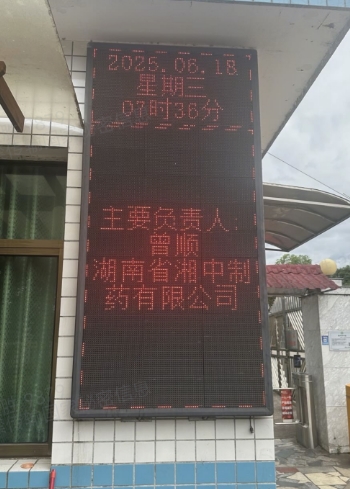 2025.06.18
星期三
07时36分
主要负责人:
曾顺
湖南省湘中制
药有限公司